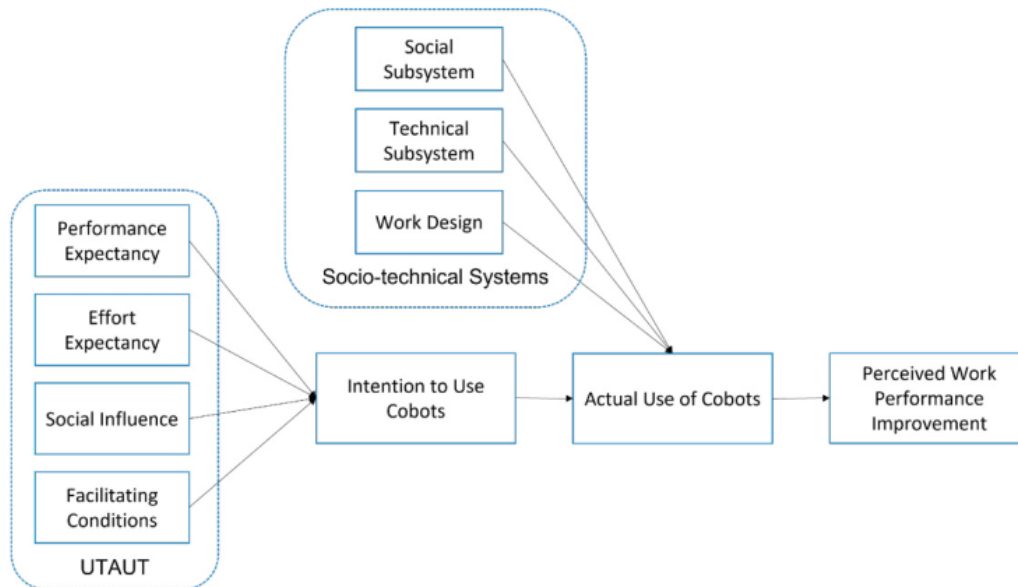 Social
Subsystem
Technical
Subsystem
Work Design
Socio-technical Systems
Performance
Expectancy
Effort
Expectancy
Social Influence
Facilitating
Conditions
UTAUT
Intention to Use
Cobots
Actual Use of Cobots
Perceived Work
Performance
Improvement